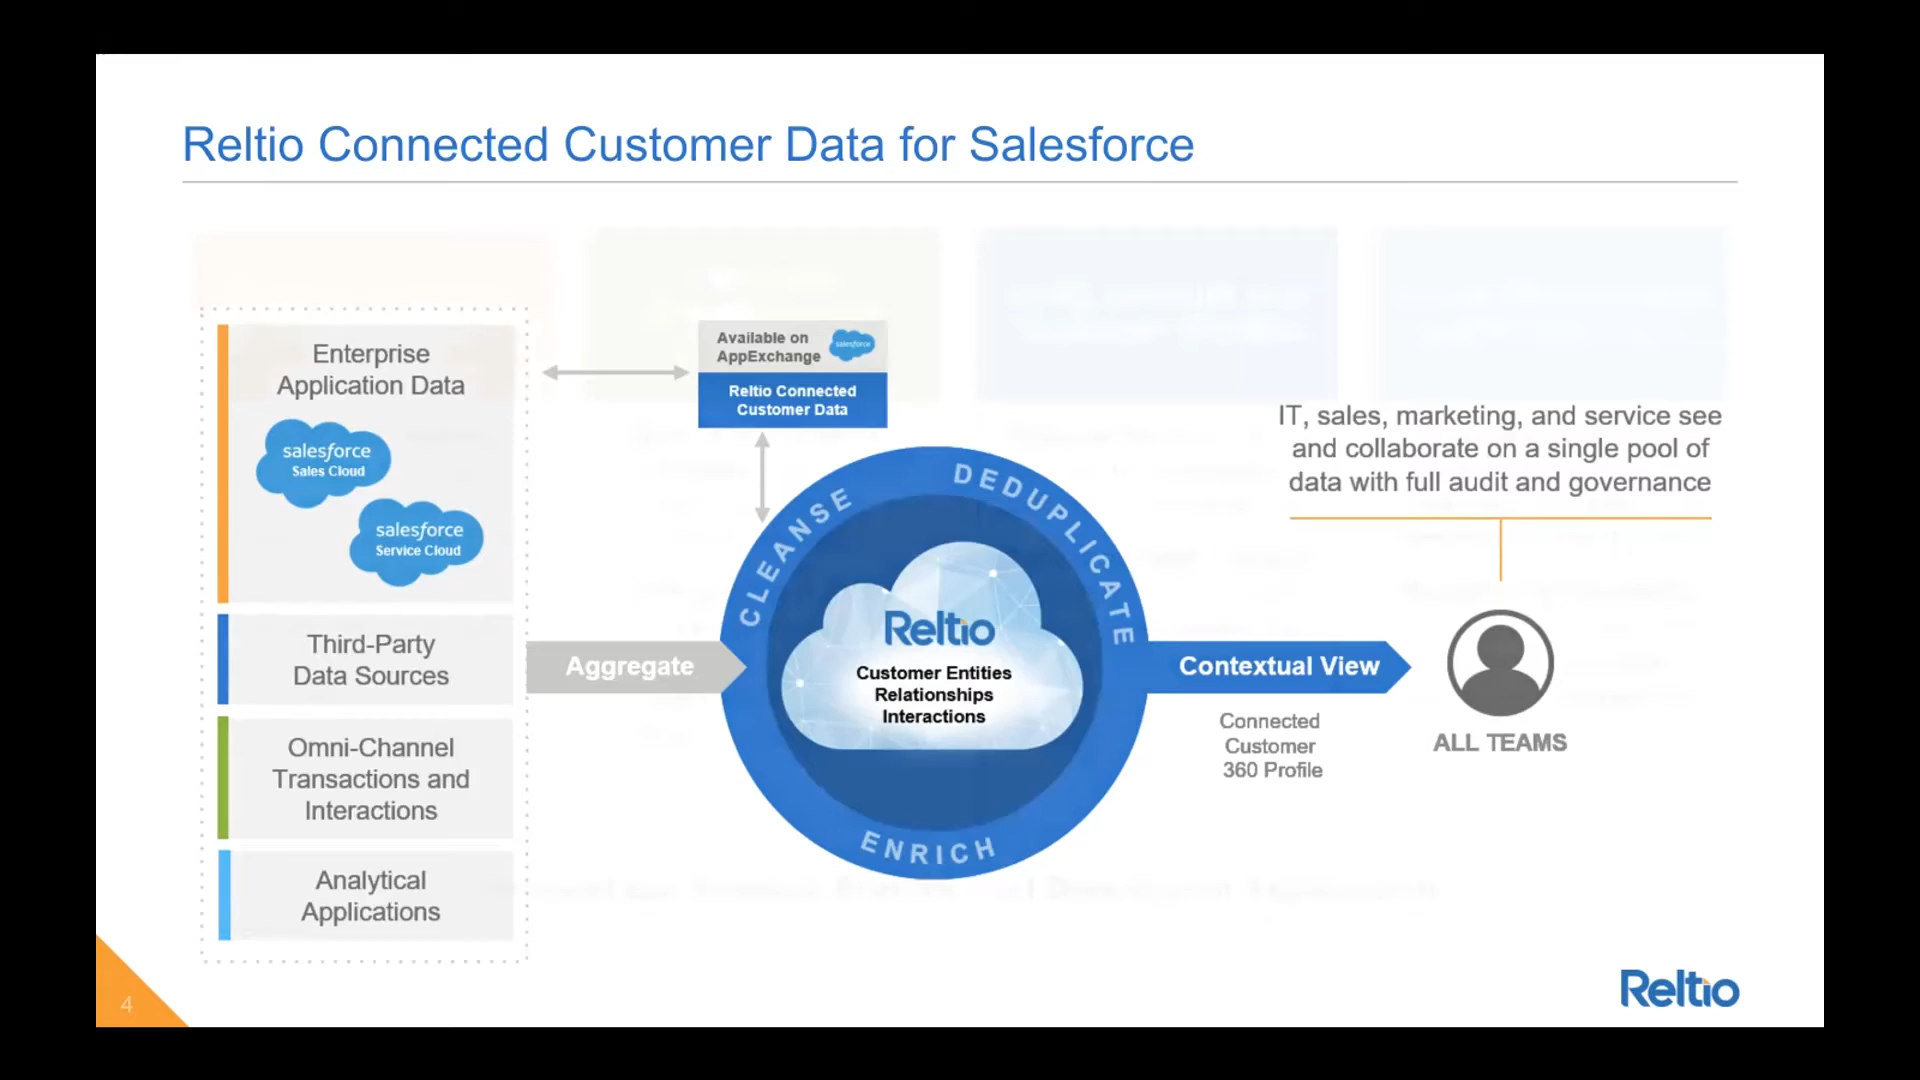 Reltio Connected Customer Data for Salesforce
Enterprise
Application Data
salesforce
Sales Cloud
salesforce
Service Cloud
Third-Party
Data Sources
Omni-Channel
Transactions and
Interactions
Analytical
Applications
Available on
AppExchange
salesforce
Reltio Connected
Customer Data
Aggregate
CLEANSE
DEDUPLICATE
ENRICH
Reltio
Customer Entities
Relationships
Interactions
Contextual View
Connected
Customer
360 Profile
IT, sales, marketing, and service see
and collaborate on a single pool of
data with full audit and governance
ALL TEAMS
4
Reltio